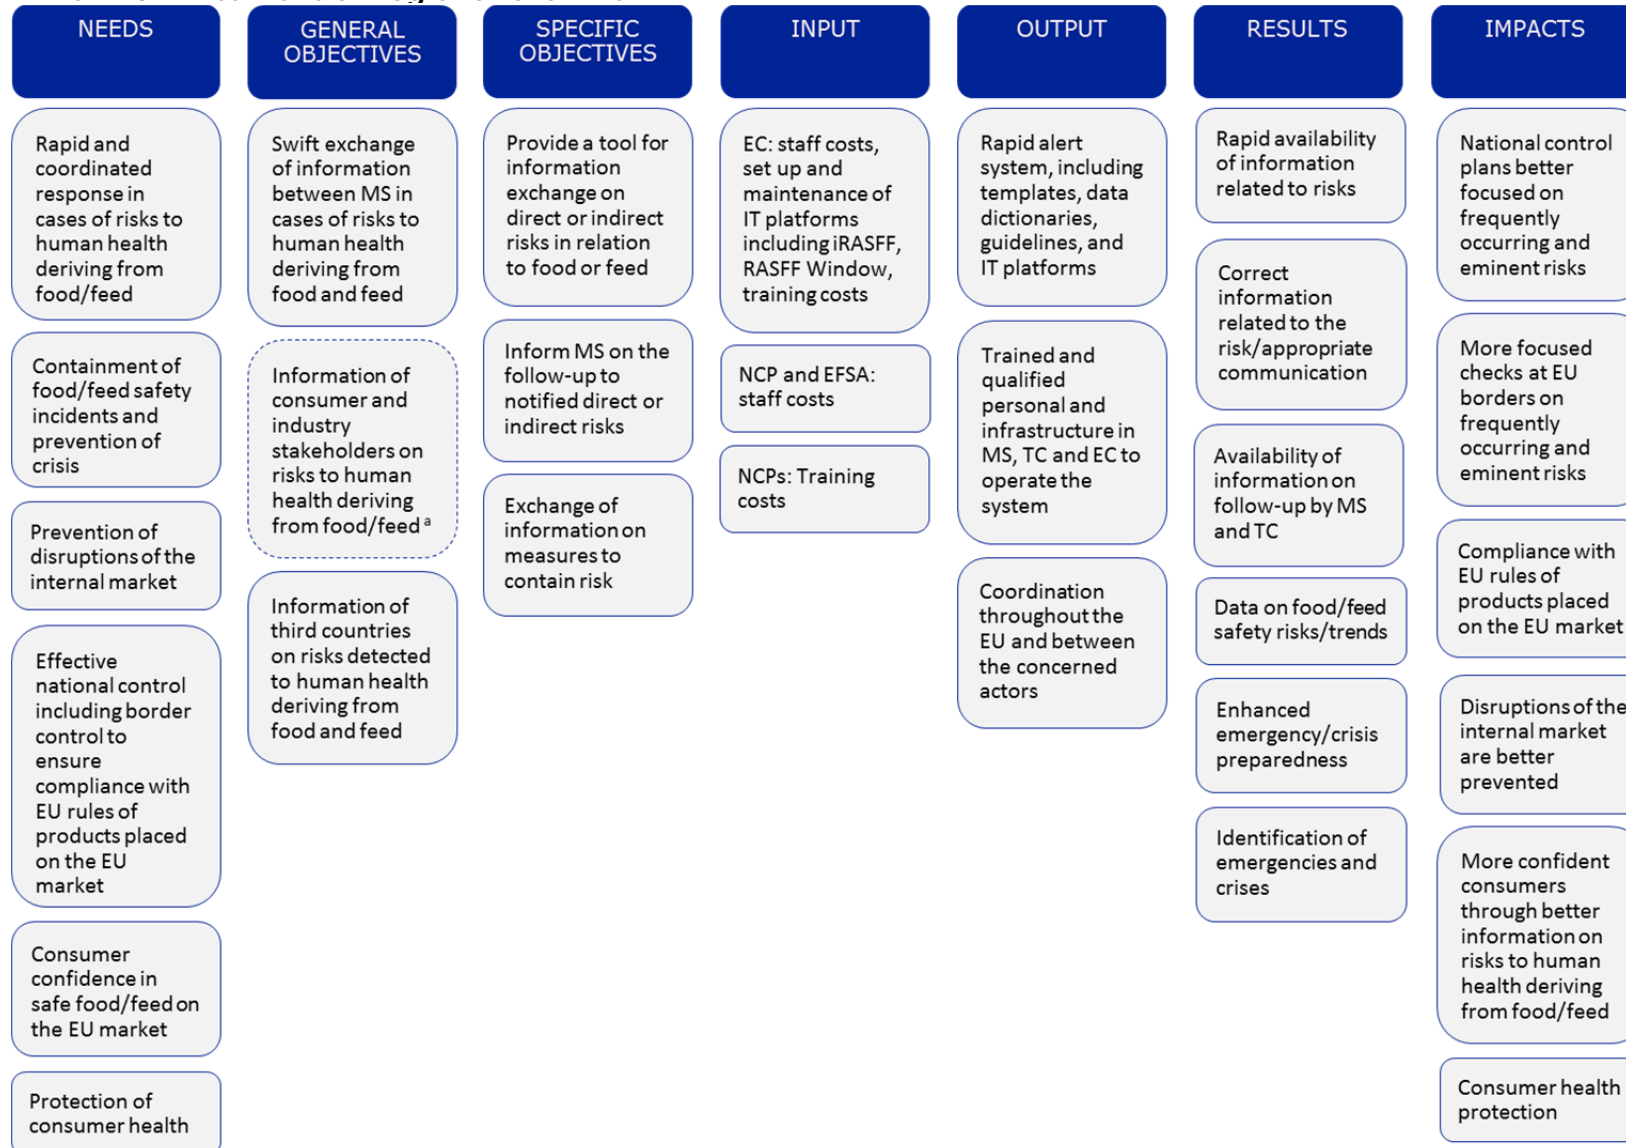 NEEDS
Rapid and
coordinated
response in
cases of risks to
human health
deriving from
food/feed
Containment of
food/feed safety
incidents and
prevention of
crisis
Prevention of
disruptions of the
internal market
Effective
national control
including border
control to
ensure
compliance with
EU rules of
products placed
on the EU
market
Consumer
confidence in
safe food/feed on
the EU market
Protection of
consumer health
GENERAL
OBJECTIVES
Swift exchange
of information
between MS in
cases of risks to
human health
deriving from
food and feed
Information of
consumer and
industry
stakeholders on
risks to human
health deriving
from food/feed a
Information of
third countries
on risks detected
to human health
deriving from
food and feed
SPECIFIC
OBJECTIVES
Provide a tool for
information
exchange on
direct or indirect
risks in relation
to food or feed
Inform MS on the
follow-up to
notified direct or
indirect risks
Exchange of
information on
measures to
contain risk
INPUT
EC: staff costs,
set up and
maintenance of
IT platforms
including iRASFF,
RASFF Window,
training costs
NCP and EFSA:
staff costs
NCPs: Training
costs
OUTPUT
Rapid alert
system, including
templates, data
dictionaries,
guidelines, and
IT platforms
Trained and
qualified
personal and
infrastructure in
MS, TC and EC to
operate the
system
Coordination
throughout the
EU and between
the concerned
actors
RESULTS
Rapid availability
of information
related to risks
Correct
information
related to the
risk/appropriate
communication
Availability of
information on
follow-up by MS
and TC
Data on food/feed
safety risks/trends
Enhanced
emergency/crisis
preparedness
Identification of
emergencies and
crises
IMPACTS
National control
plans better
focused on
frequently
occurring and
eminent risks
More focused
checks at EU
borders on
frequently
occurring and
eminent risks
Compliance with
EU rules of
products placed
on the EU market
Disruptions of the
internal market
are better
prevented
More confident
consumers
through better
information on
risks to human
health deriving
from food/feed
Consumer health
protection